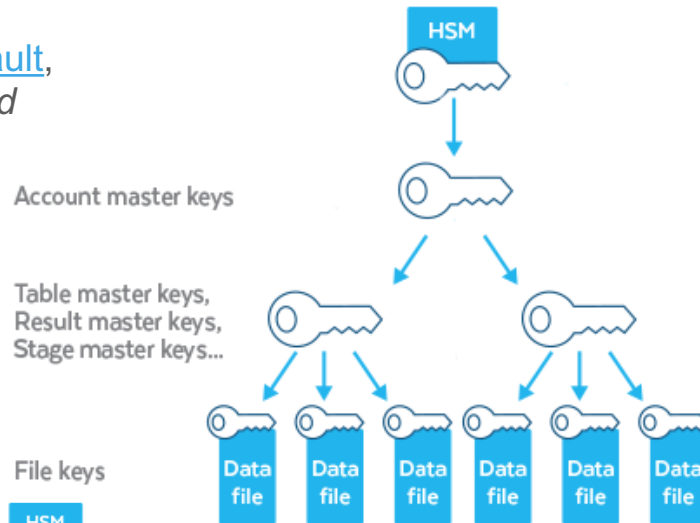 ault,
d
HSM
Account master keys
Table master keys,
Result master keys,
Stage master keys...
File keys
Data file
Data file
Data file
Data file
Data file
Data file
HSM